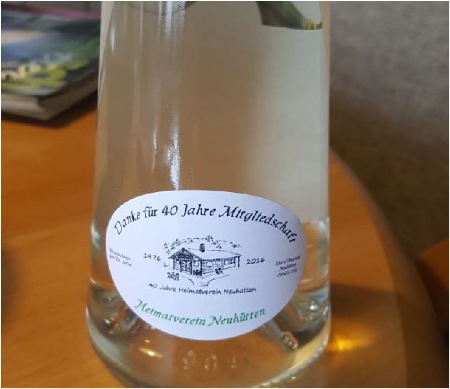 Danke für 40 Jahre Mitgliedschaft
1976
2016
40 Jahre Heimatverein Neuhütten
Heimatverein Neuhütten